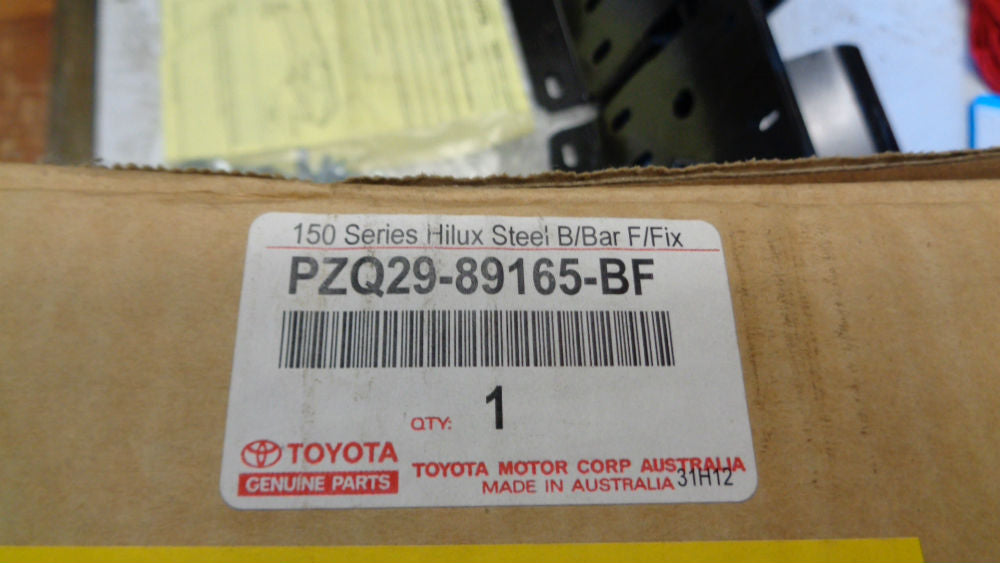 150 Series Hilux Steel B/Bar F/Fix
PZQ29-89165-BF
QTY: 1
TOYOTA
GENUINE PARTS
TOYOTA MOTOR CORP AUSTRALIA
MADE IN AUSTRALIA 31H12